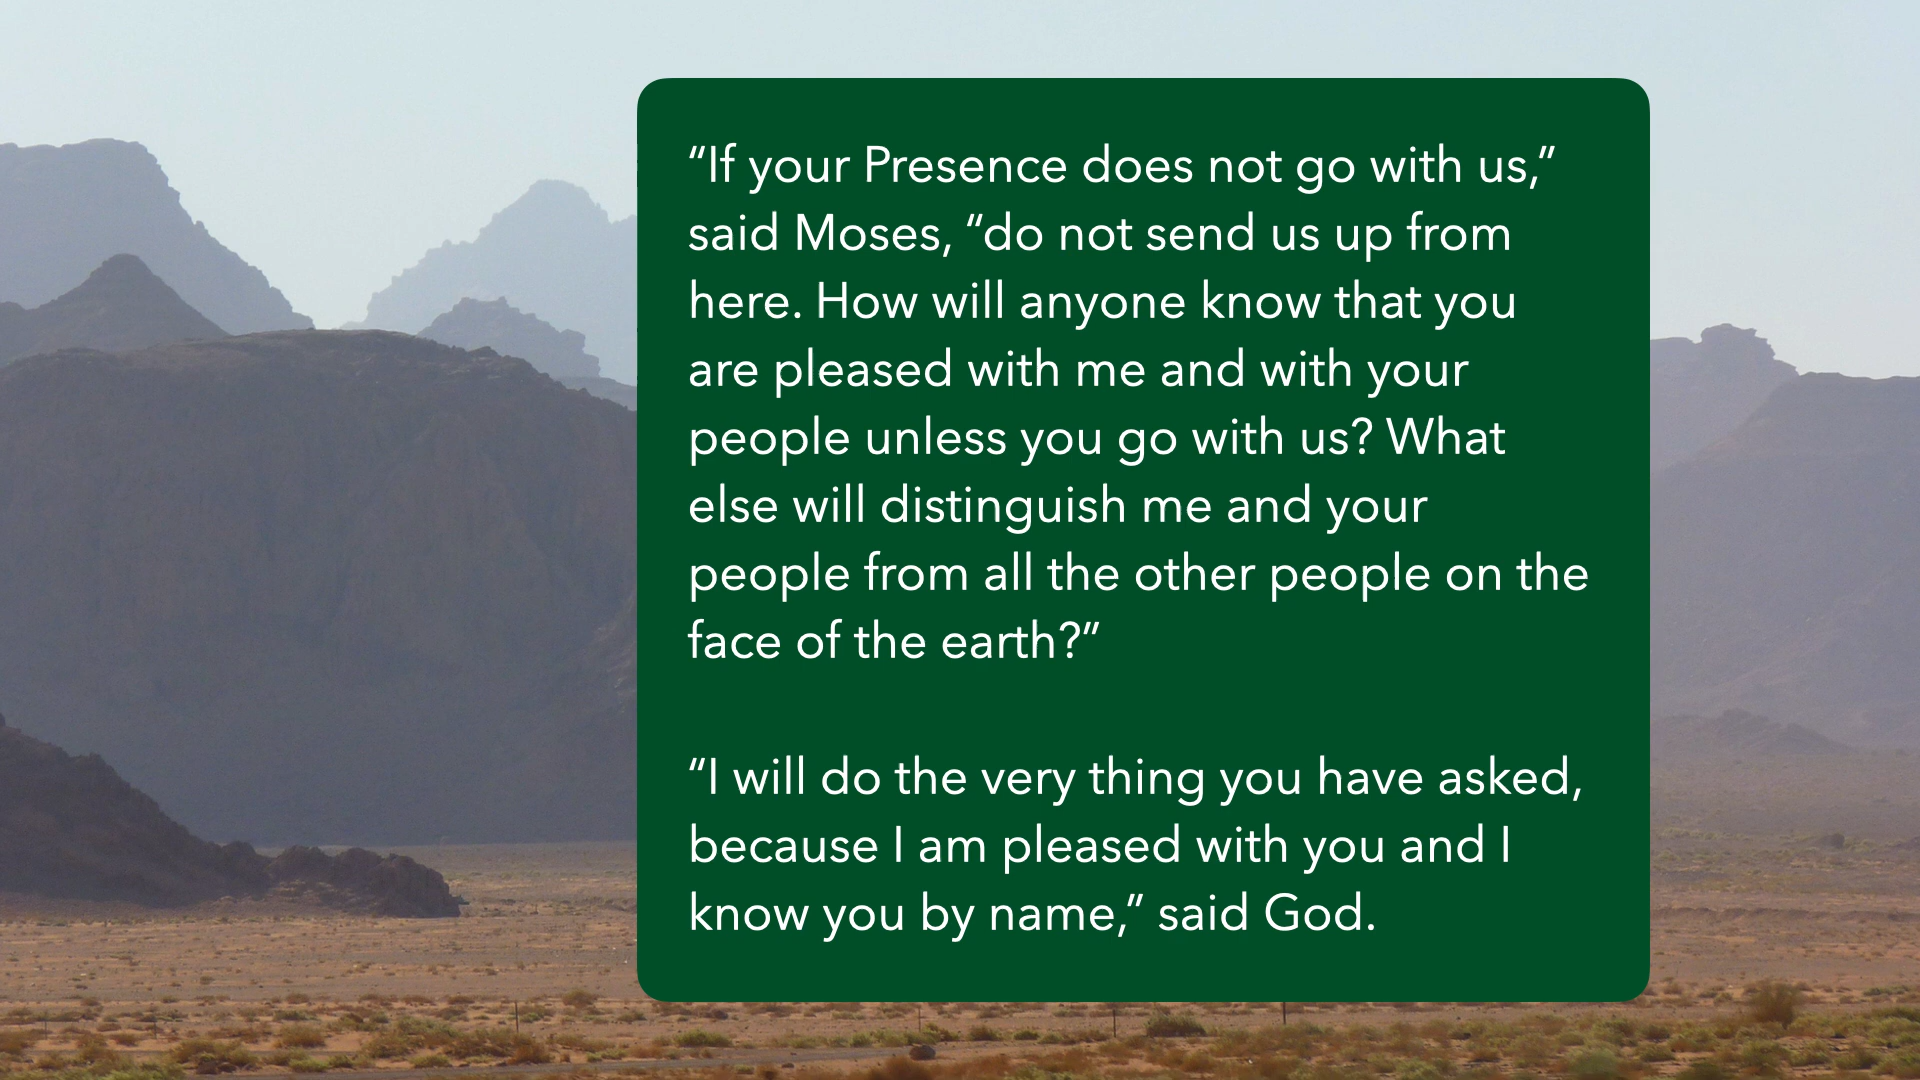 “If your Presence does not go with us,”
said Moses, “do not send us up from
here. How will anyone know that you
are pleased with me and with your
people unless you go with us? What
else will distinguish me and your
people from all the other people on the
face of the earth?”
“I will do the very thing you have asked,
because I am pleased with you and I
know you by name,” said God.